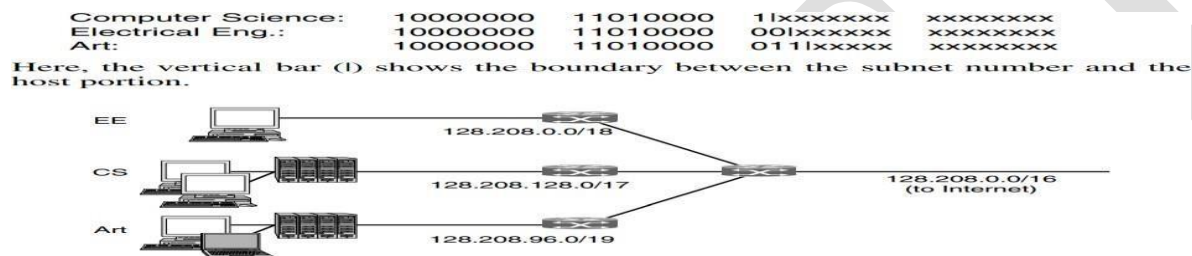 Computer Science: 10000000 11010000 1|xxxxxxx xxxxxxxx
Electrical Eng.: 10000000 11010000 00|xxxxxx xxxxxxxx
Art: 10000000 11010000 011|xxxxx xxxxxxxx
Here, the vertical bar (|) shows the boundary between the subnet number and the
host portion.
EE
128.208.0.0/18
CS
128.208.128.0/17
128.208.0.0/16
(to Internet)
Art
128.208.96.0/19